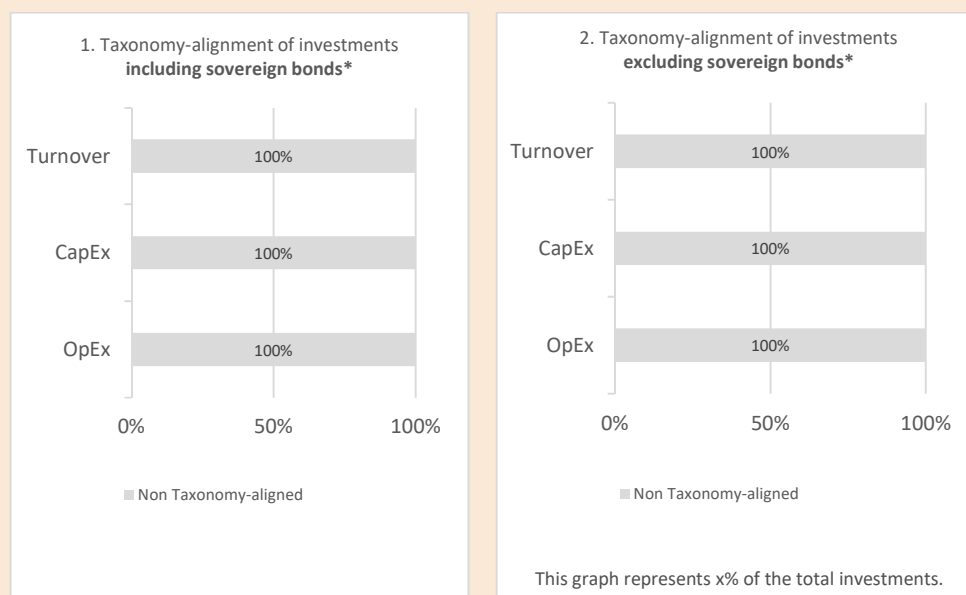 1. Taxonomy-alignment of investments
including sovereign bonds*
Turnover
100%
CapEx
100%
OpEx
100%
0%
50%
100%
Non Taxonomy-aligned
2. Taxonomy-alignment of investments
excluding sovereign bonds*
Turnover
100%
CapEx
100%
OpEx
100%
0%
50%
100%
Non Taxonomy-aligned
This graph represents x% of the total investments.